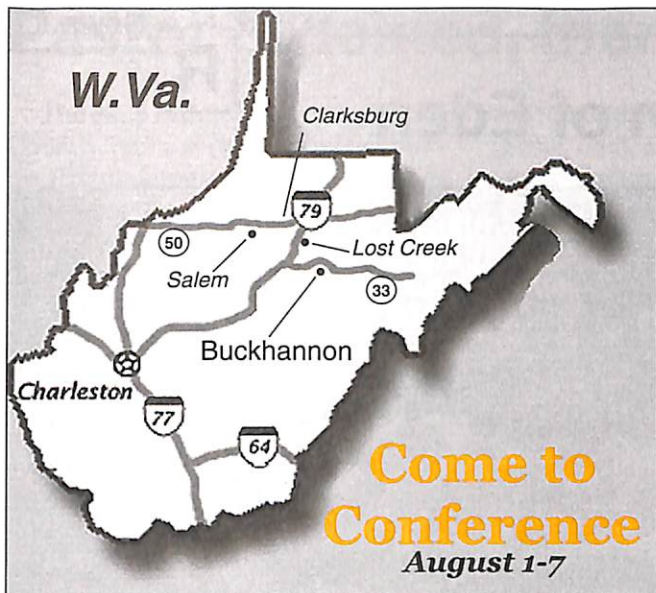 W.Va.
Clarksburg
79
50
Salem
Lost Creek
33
Buckhannon
Charleston
77
64
Come to
Conference
August 1-7